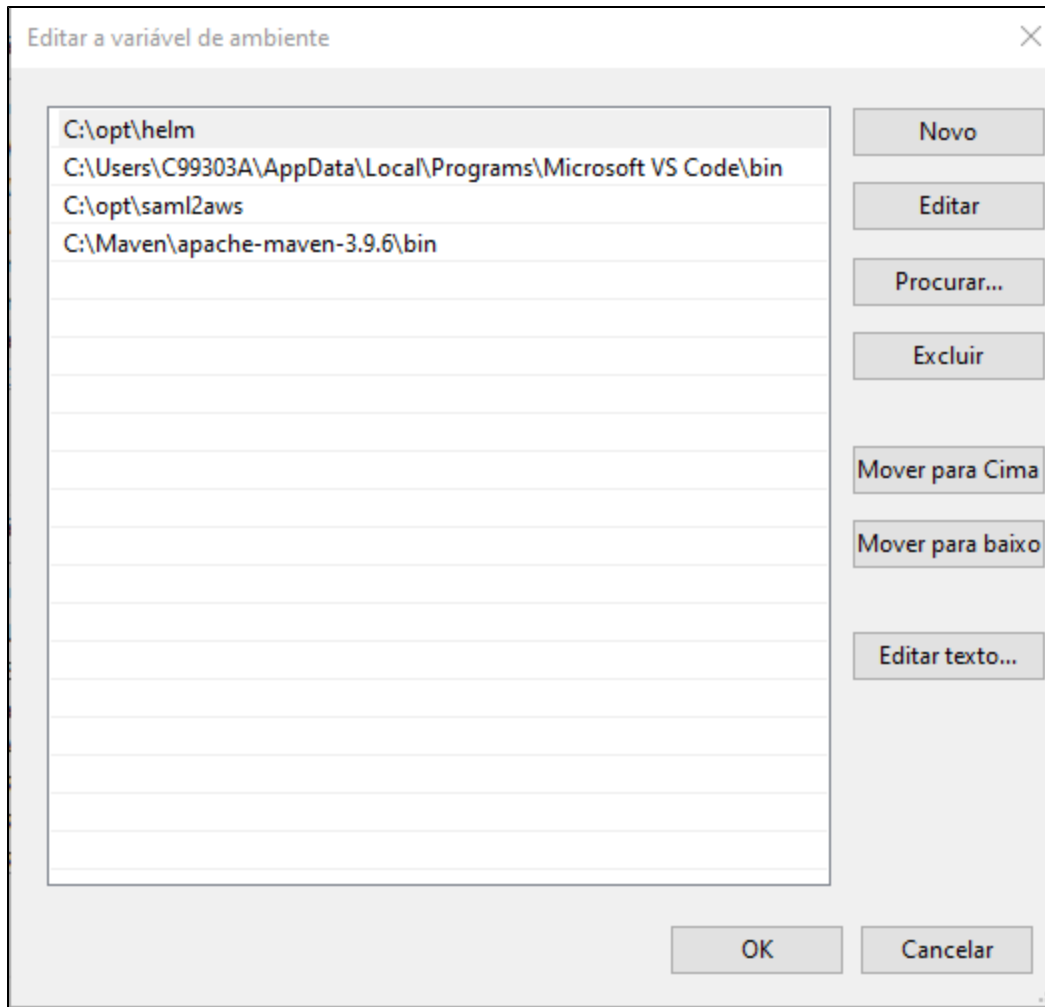 Editar a variável de ambiente
C:\opt\helm
C:\Users\C99303A\AppData\Local\Programs\Microsoft VS Code\bin
C:\opt\saml2aws
C:\Maven\apache-maven-3.9.6\bin
Novo
Editar
Procurar...
Excluir
Mover para Cima
Mover para baixo
Editar texto...
OK
Cancelar